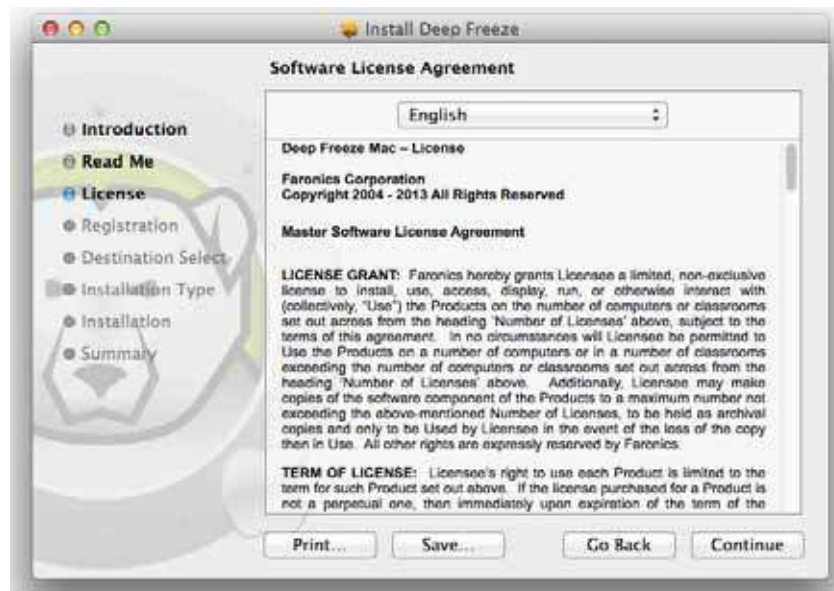 Install Deep Freeze
Software License Agreement
Introduction
Read Me
License
Registration
Destination Select
Installation Type
Installation
Summary
English
Deep Freeze Mac – License
Faronics Corporation
Copyright 2004 - 2013 All Rights Reserved
Master Software License Agreement
LICENSE GRANT: Faronics hereby grants Licensee a limited, non-exclusive
license to install, use, access, display, run, or otherwise interact with
(collectively, "Use") the Products on the number of computers or classrooms
set out across from the heading 'Number of Licenses' above, subject to the
terms of this agreement. In no circumstances will Licensee be permitted to
Use the Products on a number of computers or in a number of classrooms
exceeding the number of computers or classrooms set out across from the
heading 'Number of Licenses' above. Additionally, Licensee may make
copies of the software component of the Products to a maximum number not
exceeding the above-mentioned Number of Licenses, to be held as archival
copies and only to be Used by Licensee in the event of the loss of the copy
then in Use. All other rights are expressly reserved by Faronics.
TERM OF LICENSE: Licensee's right to use each Product is limited to the
term for such Product set out above. If the license purchased for a Product is
not a perpetual one, then immediately upon expiration of the term of the
Print...
Save...
Go Back
Continue